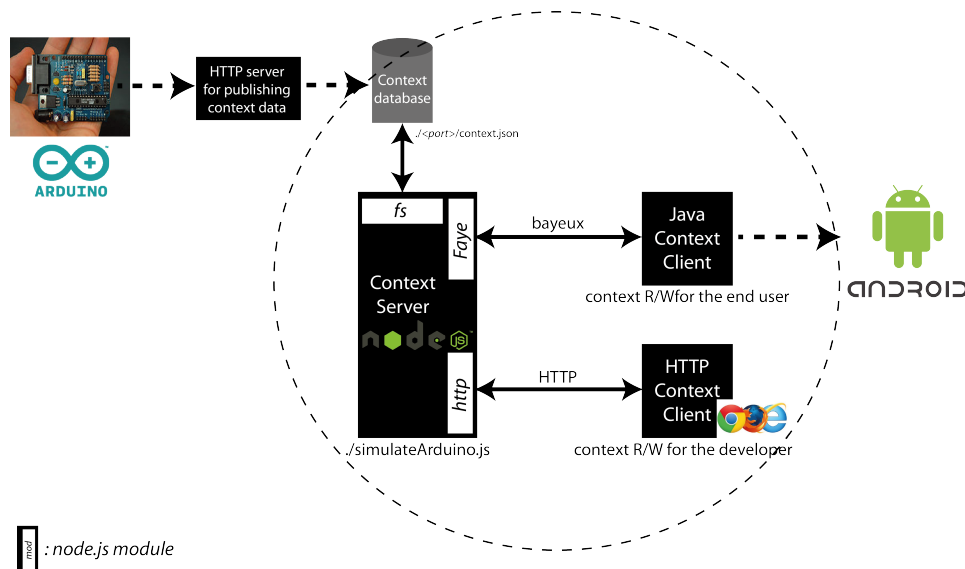 HTTP server
for publishing
context data
Context
database
./<port>/context.json
ARDUINO
fs
Faye
Context
Server
node
JS
http
./simulateArduino.js
bayeux
Java
Context
Client
context R/Wfor the end user
HTTP
HTTP
Context
Client
context R/W for the developer
ANDROID
mod
: node.js module